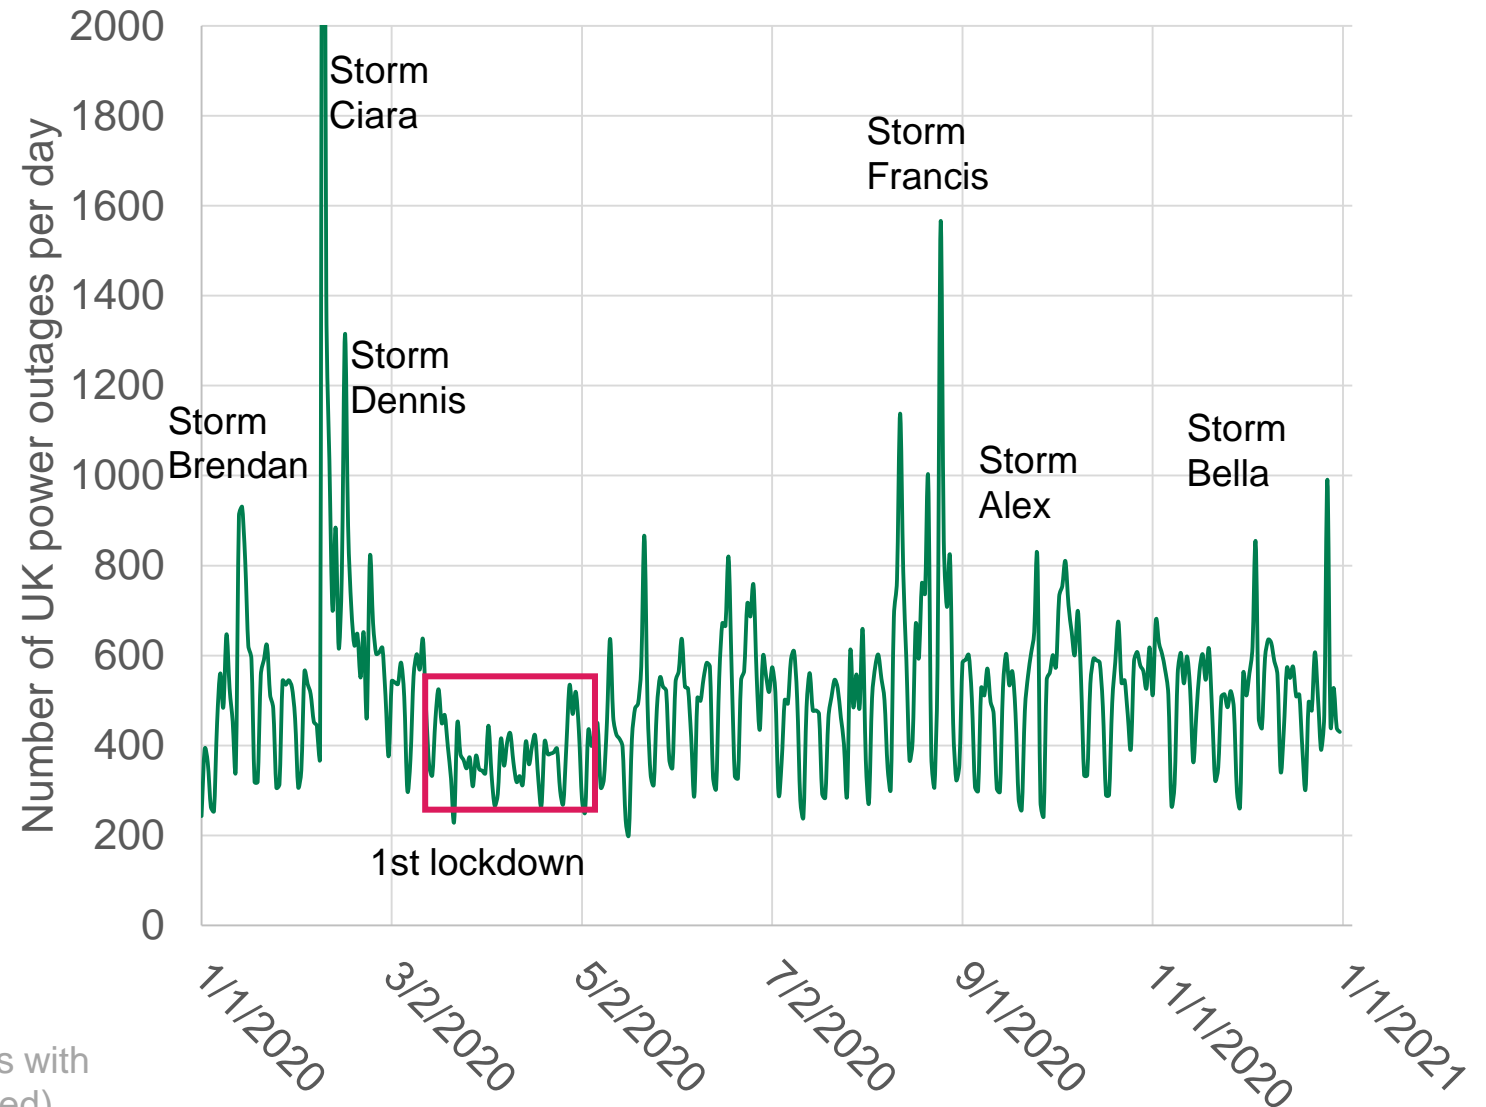 2000
1800
1600
1400
1200
1000
800
600
400
200
0
Number of UK power outages per day
Storm
Ciara
Storm
Francis
Storm
Dennis
Storm
Brendan
Storm
Alex
Storm
Bella
1st lockdown
1/1/2020
3/2/2020
5/2/2020
7/2/2020
9/1/2020
11/1/2020
1/1/2021
with